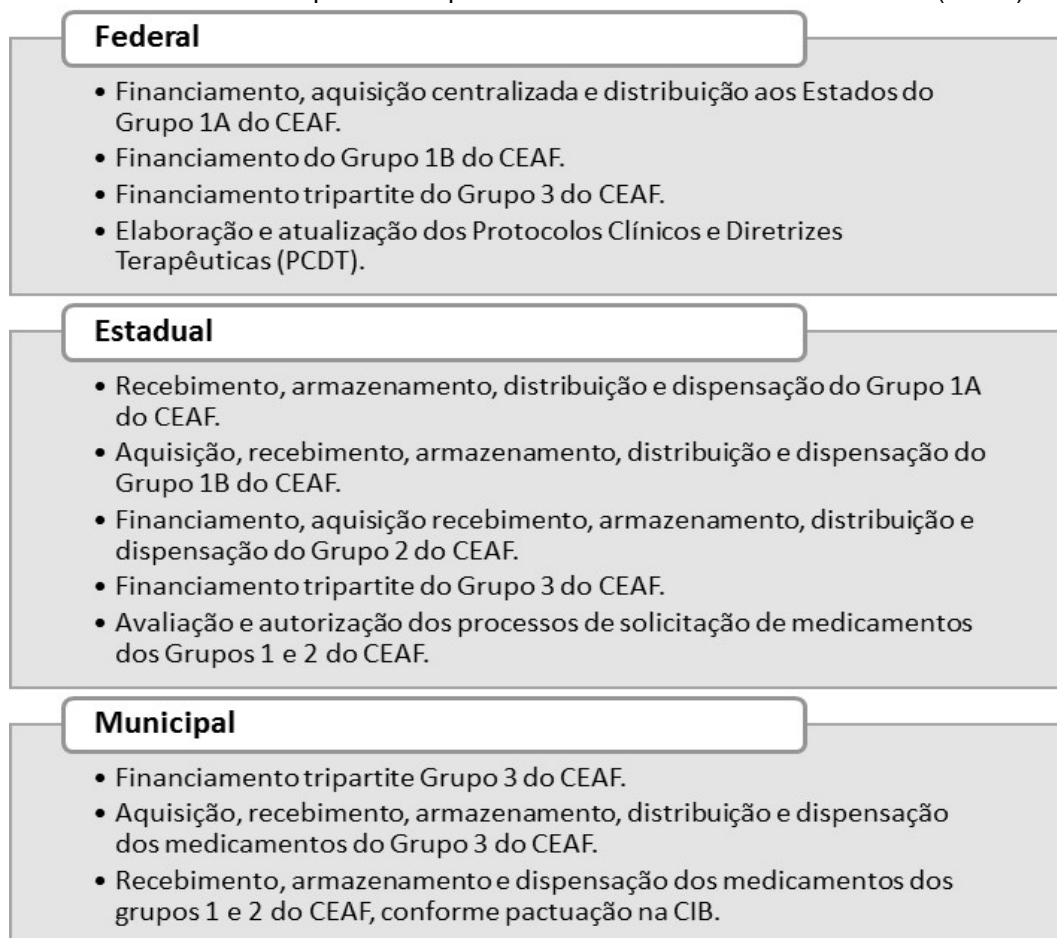 Federal
• Financiamento, aquisição centralizada e distribuição aos Estados do
Grupo 1A do CEAF.
• Financiamento do Grupo 1B do CEAF.
• Financiamento tripartite do Grupo 3 do CEAF.
• Elaboração e atualização dos Protocolos Clínicos e Diretrizes
Terapêuticas (PCDT).
Estadual
• Recebimento, armazenamento, distribuição e dispensação do Grupo 1A
do CEAF.
• Aquisição, recebimento, armazenamento, distribuição e dispensação do
Grupo 1B do CEAF.
• Financiamento, aquisição recebimento, armazenamento, distribuição e
dispensação do Grupo 2 do CEAF.
• Financiamento tripartite do Grupo 3 do CEAF.
• Avaliação e autorização dos processos de solicitação de medicamentos
dos Grupos 1 e 2 do CEAF.
Municipal
• Financiamento tripartite Grupo 3 do CEAF.
• Aquisição, recebimento, armazenamento, distribuição e dispensação
dos medicamentos do Grupo 3 do CEAF.
• Recebimento, armazenamento e dispensação dos medicamentos dos
grupos 1 e 2 do CEAF, conforme pactuação na CIB.